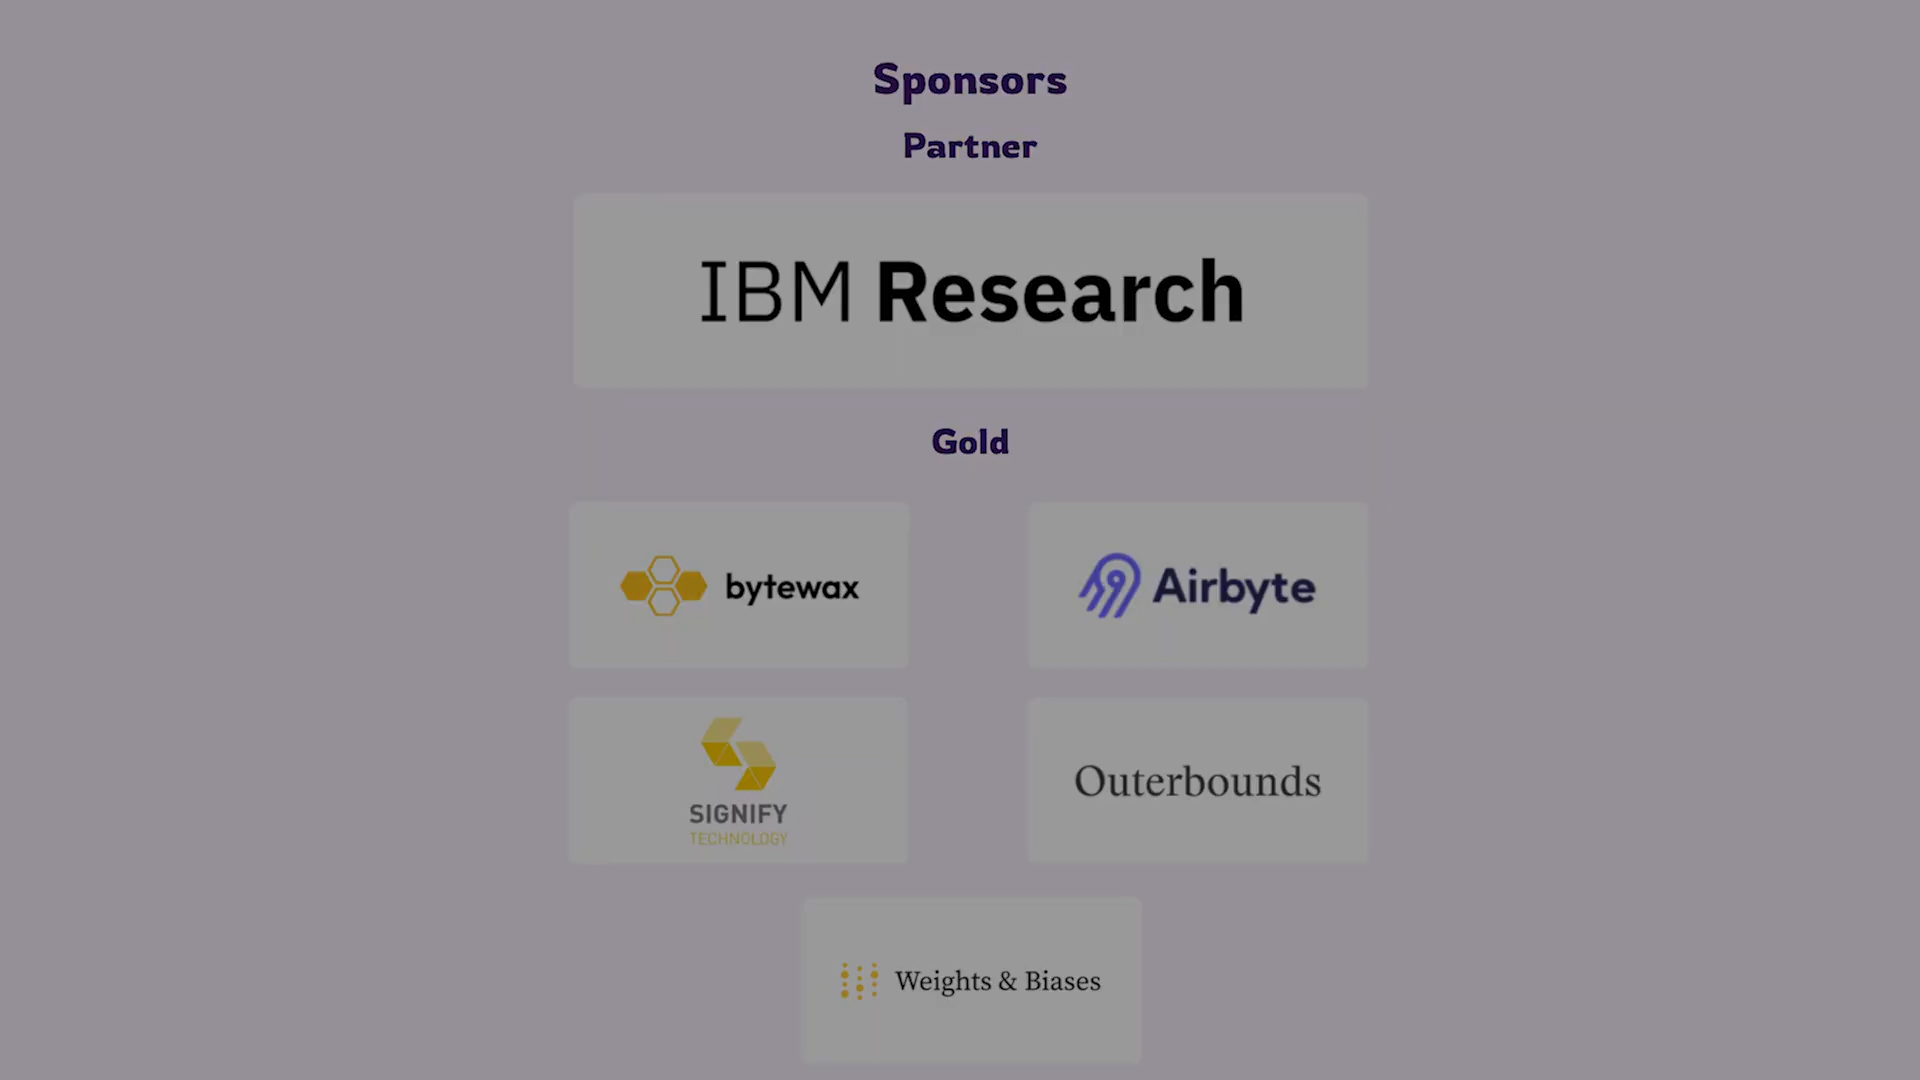 Sponsors
Partner
IBM Research
Gold
bytewax
Airbyte
SIGNIFY
TECHNOLOGY
Outerbounds
Weights & Biases